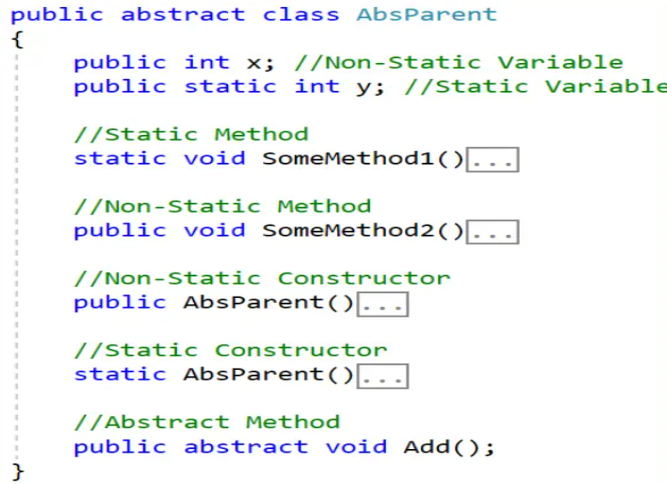 public abstract class AbsParent
{
public int x; //Non-Static Variable
public static int y; //Static Variable
//Static Method
static void SomeMethod1()...
//Non-Static Method
public void SomeMethod2()...
//Non-Static Constructor
public AbsParent()...
//Static Constructor
static AbsParent()...
//Abstract Method
public abstract void Add();
}